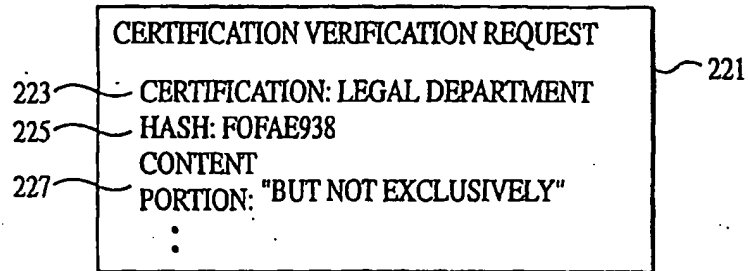 CERTIFICATION VERIFICATION REQUEST
221
223 CERTIFICATION: LEGAL DEPARTMENT
225 HASH: FOFAE938
CONTENT
227 PORTION: "BUT NOT EXCLUSIVELY"